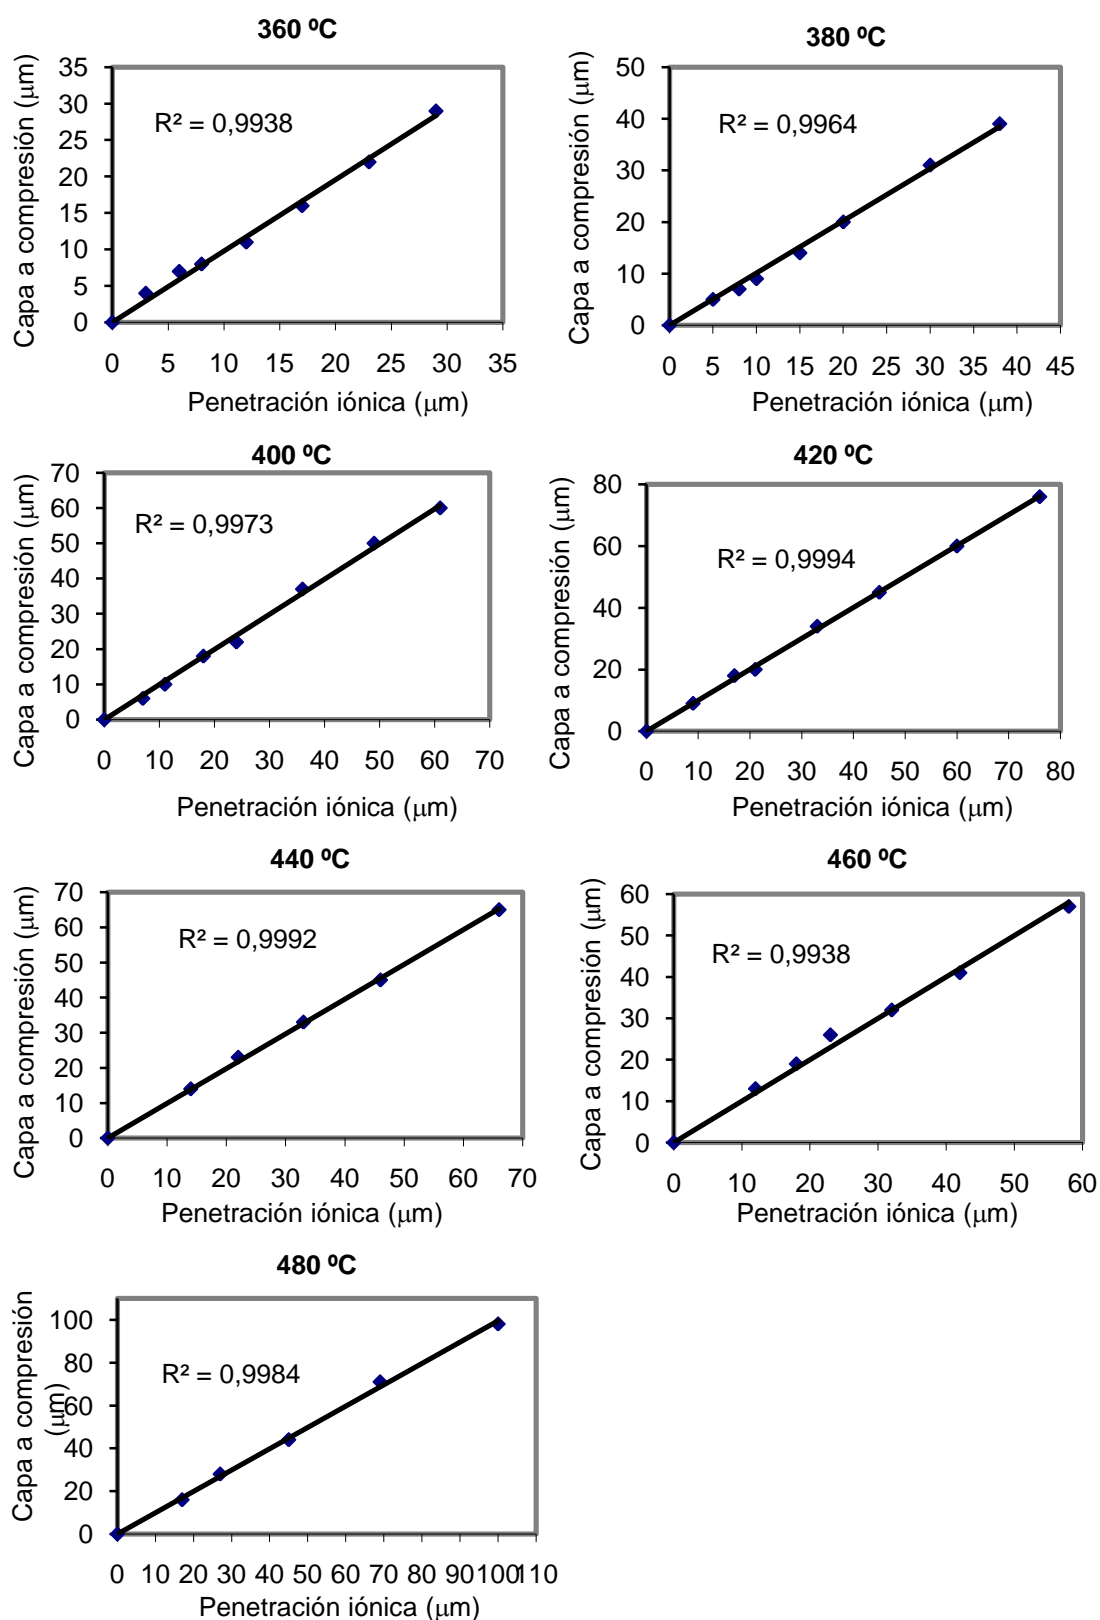 360 ºC
Capa a compresión (μm)
35
30
25
20
15
10
5
0
R² = 0,9938
0 5 10 15 20 25 30 35
Penetración iónica (μm)
380 ºC
Capa a compresión (μm)
50
40
30
20
10
0
R² = 0,9964
0 5 10 15 20 25 30 35 40 45
Penetración iónica (μm)
400 ºC
Capa a compresión (μm)
70
60
50
40
30
20
10
0
R² = 0,9973
0 10 20 30 40 50 60 70
Penetración iónica (μm)
420 ºC
Capa a compresión (μm)
80
60
40
20
0
R² = 0,9994
0 10 20 30 40 50 60 70 80
Penetración iónica (μm)
440 ºC
Capa a compresión (μm)
70
60
50
40
30
20
10
0
R² = 0,9992
0 10 20 30 40 50 60 70
Penetración iónica (μm)
460 ºC
Capa a compresión (μm)
60
50
40
30
20
10
0
R² = 0,9938
0 10 20 30 40 50 60
Penetración iónica (μm)
480 ºC
Capa a compresión
(μm)
100
80
60
40
20
0
R² = 0,9984
0 10 20 30 40 50 60 70 80 90 100 110
Penetración iónica (μm)